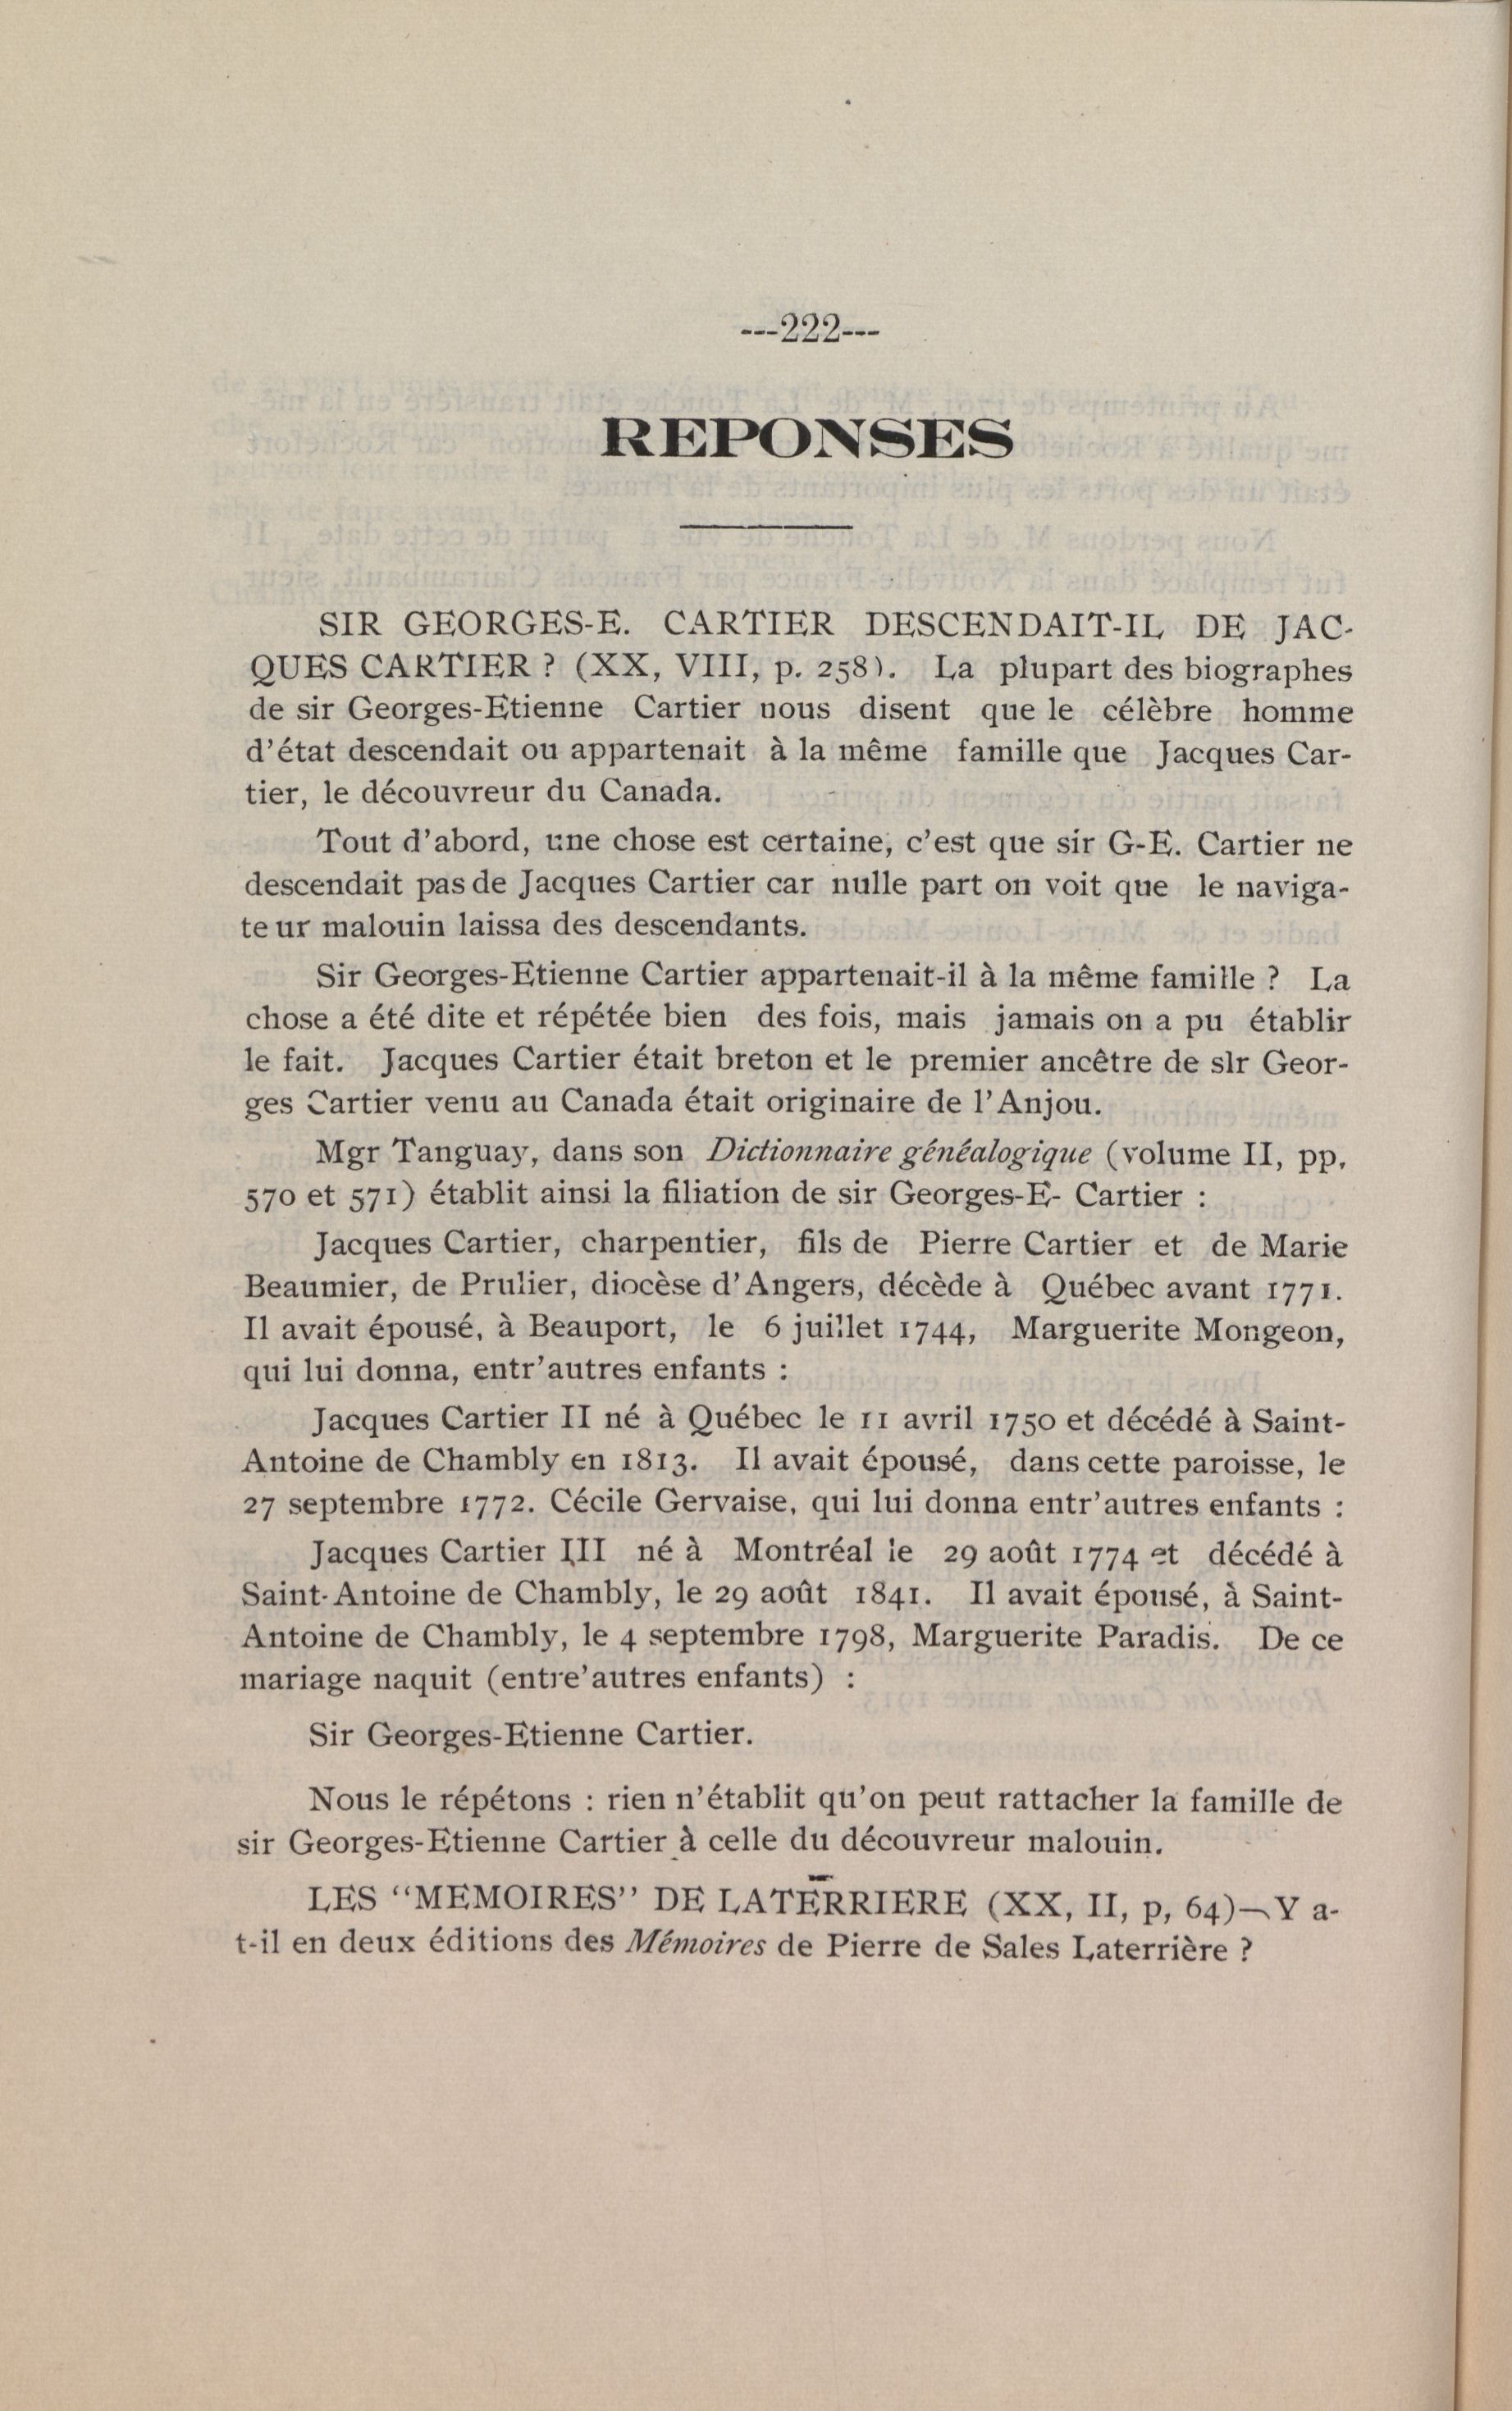 ---222---
REPONSES
SIR GEORGES-E. CARTIER DESCENDAIT-IL DE JAC-
QUES CARTIER ? (XX, VIII, p. 258). La plupart des biographes
de sir Georges-Etienne Cartier nous disent que le célèbre homme
d'état descendait ou appartenait à la même famille que Jacques Car-
tier, le découvreur du Canada.
Tout d'abord, une chose est certaine, c'est que sir G-E. Cartier ne
descendait pas de Jacques Cartier car nulle part on voit que le naviga-
teur malouin laissa des descendants.
Sir Georges-Etienne Cartier appartenait-il à la même famille ? La
chose a été dite et répétée bien des fois, mais jamais on a pu établir
le fait. Jacques Cartier était breton et le premier ancêtre de sir Geor-
ges Cartier venu au Canada était originaire de l'Anjou.
Mgr Tanguay, dans son Dictionnaire généalogique (volume II, pp,
570 et 571) établit ainsi la filiation de sir Georges-E- Cartier :
Jacques Cartier, charpentier, fils de Pierre Cartier et de Marie
Beaumier, de Prulier, diocèse d'Angers, décède à Québec avant 1771.
Il avait épousé, à Beauport, le 6 juillet 1744, Marguerite Mongeon,
qui lui donna, entr'autres enfants :
Jacques Cartier II né à Québec le 11 avril 1750 et décédé à Saint-
Antoine de Chambly en 1813. Il avait épousé, dans cette paroisse, le
27 septembre 1772. Cécile Gervaise, qui lui donna entr'autres enfants :
Jacques Cartier III né à Montréal le 29 août 1774 et décédé à
Saint-Antoine de Chambly, le 29 août 1841. Il avait épousé, à Saint-
Antoine de Chambly, le 4 septembre 1798, Marguerite Paradis. De ce
mariage naquit (entre'autres enfants) :
Sir Georges-Etienne Cartier.
Nous le répétons : rien n'établit qu'on peut rattacher la famille de
sir Georges-Etienne Cartier à celle du découvreur malouin.
LES "MEMOIRES" DE LATERRIERE (XX, II, p, 64)—Y a-
t-il en deux éditions des Mémoires de Pierre de Sales Laterrière ?